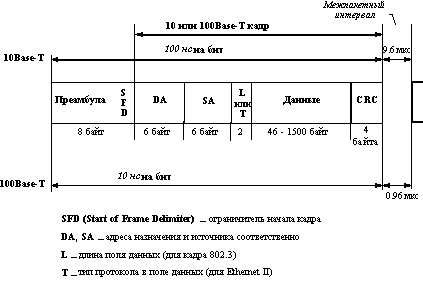 Межпакетный
интервал
10 или 100Base-T кадр
100 нс на бит
9.6 мкс
10Base-T
Преамбула
S
F
D
DA
SA
L
или
T
Данные
CRC
8 байт
6 байт
6 байт
2
46 - 1500 байт
4
байта
10 нс на бит
100Base-T
0.96 мкс
SFD (Start of Frame Delimiter) – ограничитель начала кадра
DA, SA – адреса назначения и источника соответственно
L – длина поля данных (для кадра 802.3)
T – тип протокола в поле данных (для Ethernet II)